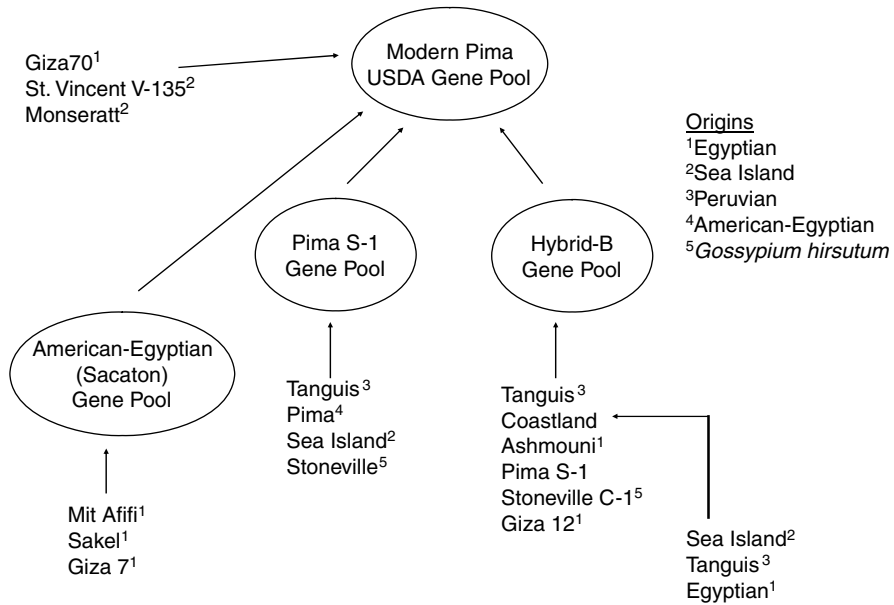 Modern Pima
USDA Gene Pool
Giza70¹
St. Vincent V-135²
Monseratt²
Origins
¹Egyptian
²Sea Island
³Peruvian
⁴American-Egyptian
⁵Gossypium hirsutum
Pima S-1
Gene Pool
Hybrid-B
Gene Pool
American-Egyptian
(Sacaton)
Gene Pool
Tanguis³
Pima⁴
Sea Island²
Stoneville⁵
Tanguis³
Coastland
Ashmouni¹
Pima S-1
Stoneville C-1⁵
Giza 12¹
Mit Afifi¹
Sakel¹
Giza 7¹
Sea Island²
Tanguis³
Egyptian¹